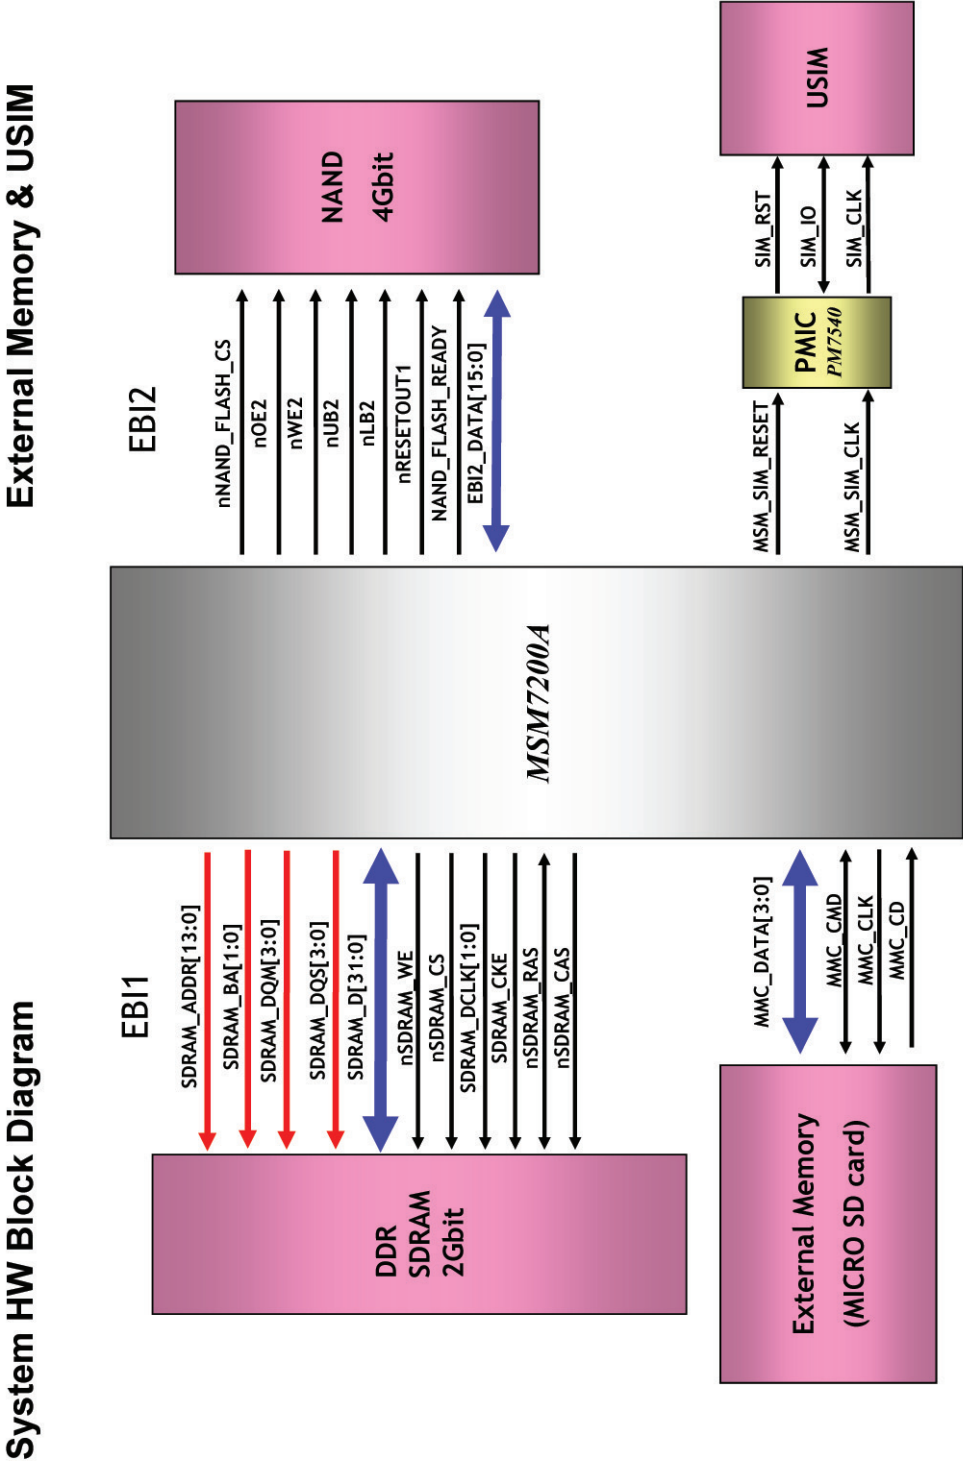 System HW Block Diagram
External Memory & USIM
EBI1
EBI2
SDRAM_ADDR[13:0]
SDRAM_BA[1:0]
SDRAM_DQM[3:0]
SDRAM_DQS[3:0]
SDRAM_D[31:0]
nSDRAM_WE
nSDRAM_CS
SDRAM_DCLK[1:0]
SDRAM_CKE
nSDRAM_RAS
nSDRAM_CAS
DDR
SDRAM
2Gbit
MSM7200A
nNAND_FLASH_CS
nOE2
nWE2
nUB2
nLB2
nRESETOUT1
NAND_FLASH_READY
EBI2_DATA[15:0]
NAND
4Gbit
External Memory
(MICRO SD card)
MMC_DATA[3:0]
MMC_CMD
MMC_CLK
MMC_CD
MSM_SIM_RESET
MSM_SIM_CLK
PMIC
PM7540
SIM_RST
SIM_IO
SIM_CLK
USIM